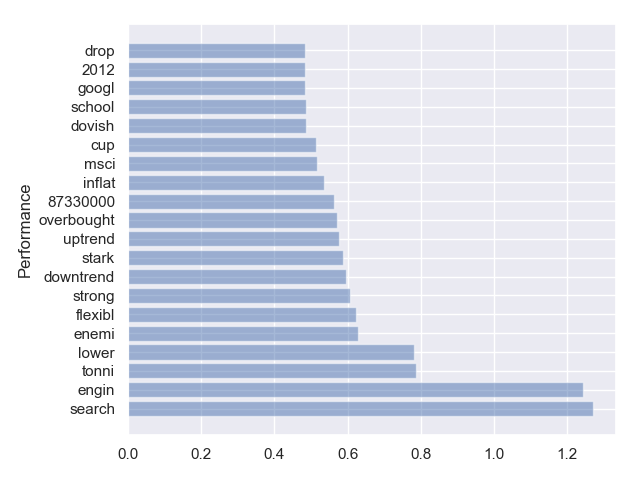 drop
2012
googl
school
dovish
cup
msci
inflat
87330000
overbought
uptrend
stark
downtrend
strong
flexibl
enemi
lower
tonni
engin
search
Performance
0.0 0.2 0.4 0.6 0.8 1.0 1.2